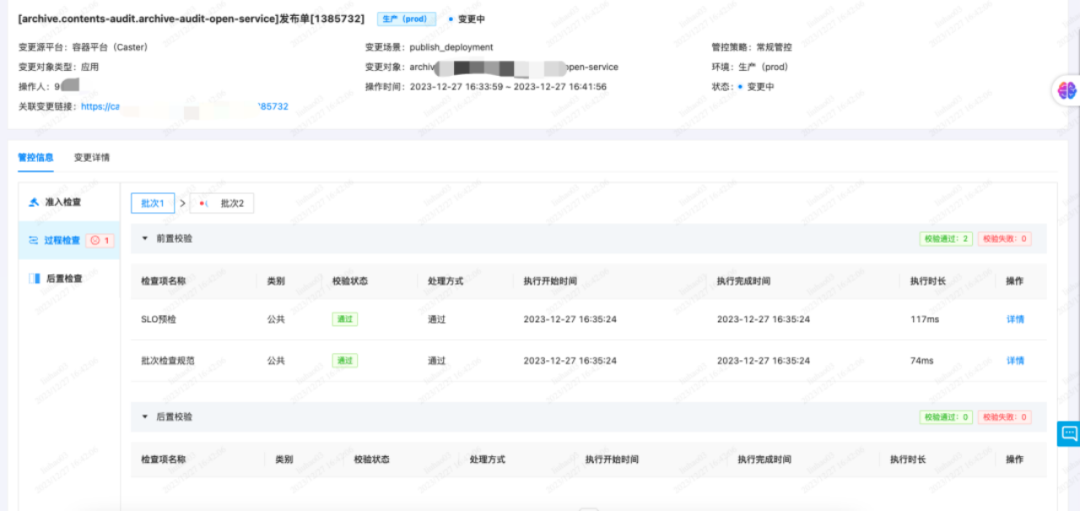 [archive.contents-audit.archive-audit-open-service]发布单[1385732] 生产（prod） 变更中
变更源平台：容器平台（Caster） 变更场景：publish_deployment 管控策略：常规管控
变更对象类型：应用 变更对象：archiv open-service 环境：生产（prod）
操作人：9 操作时间：2023-12-27 16:33:59 ~ 2023-12-27 16:41:56 状态：变更中
关联变更链接：https://ca 85732
管控信息 变更详情
准入检查 批次1 > 批次2
过程检查 1 前置校验 校验通过：2 校验失败：0
后置检查 检查项名称 类别 校验状态 处理方式 执行开始时间 执行完成时间 执行时长 操作
SLO预检 公共 通过 通过 2023-12-27 16:35:24 2023-12-27 16:35:24 117ms 详情
批次检查规范 公共 通过 通过 2023-12-27 16:35:24 2023-12-27 16:35:24 74ms 详情
后置校验 校验通过：0 校验失败：0
检查项名称 类别 校验状态 处理方式 执行开始时间 执行完成时间 执行时长 操作